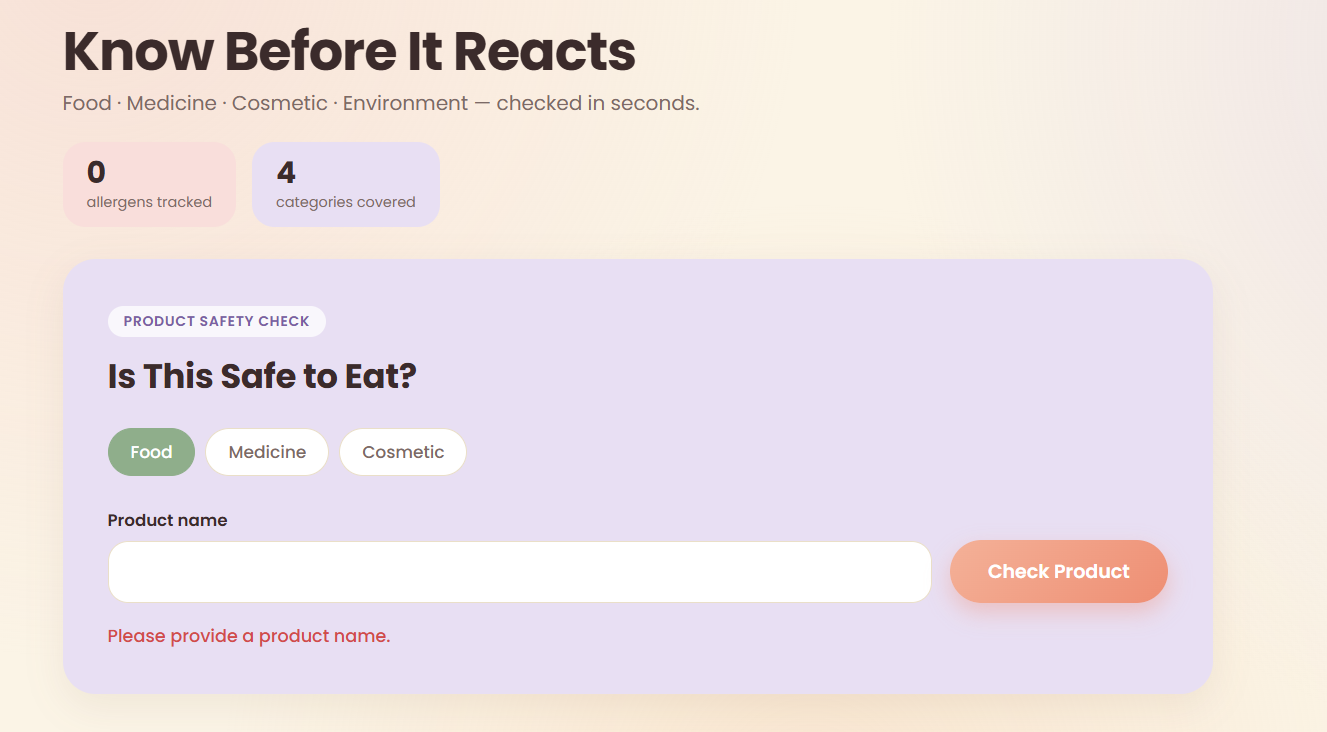 Know Before It Reacts
Food · Medicine · Cosmetic · Environment — checked in seconds.
0
allergens tracked
4
categories covered
PRODUCT SAFETY CHECK
Is This Safe to Eat?
Food
Medicine
Cosmetic
Product name
Check Product
Please provide a product name.